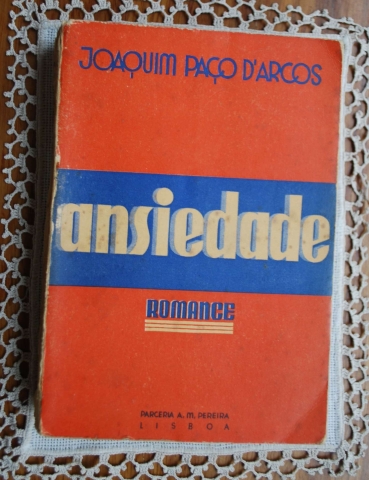 JOAQUIM PAÇO D'ARCOS
ansiedade
ROMANCE
PARCERIA A. M. PEREIRA
LISBOA